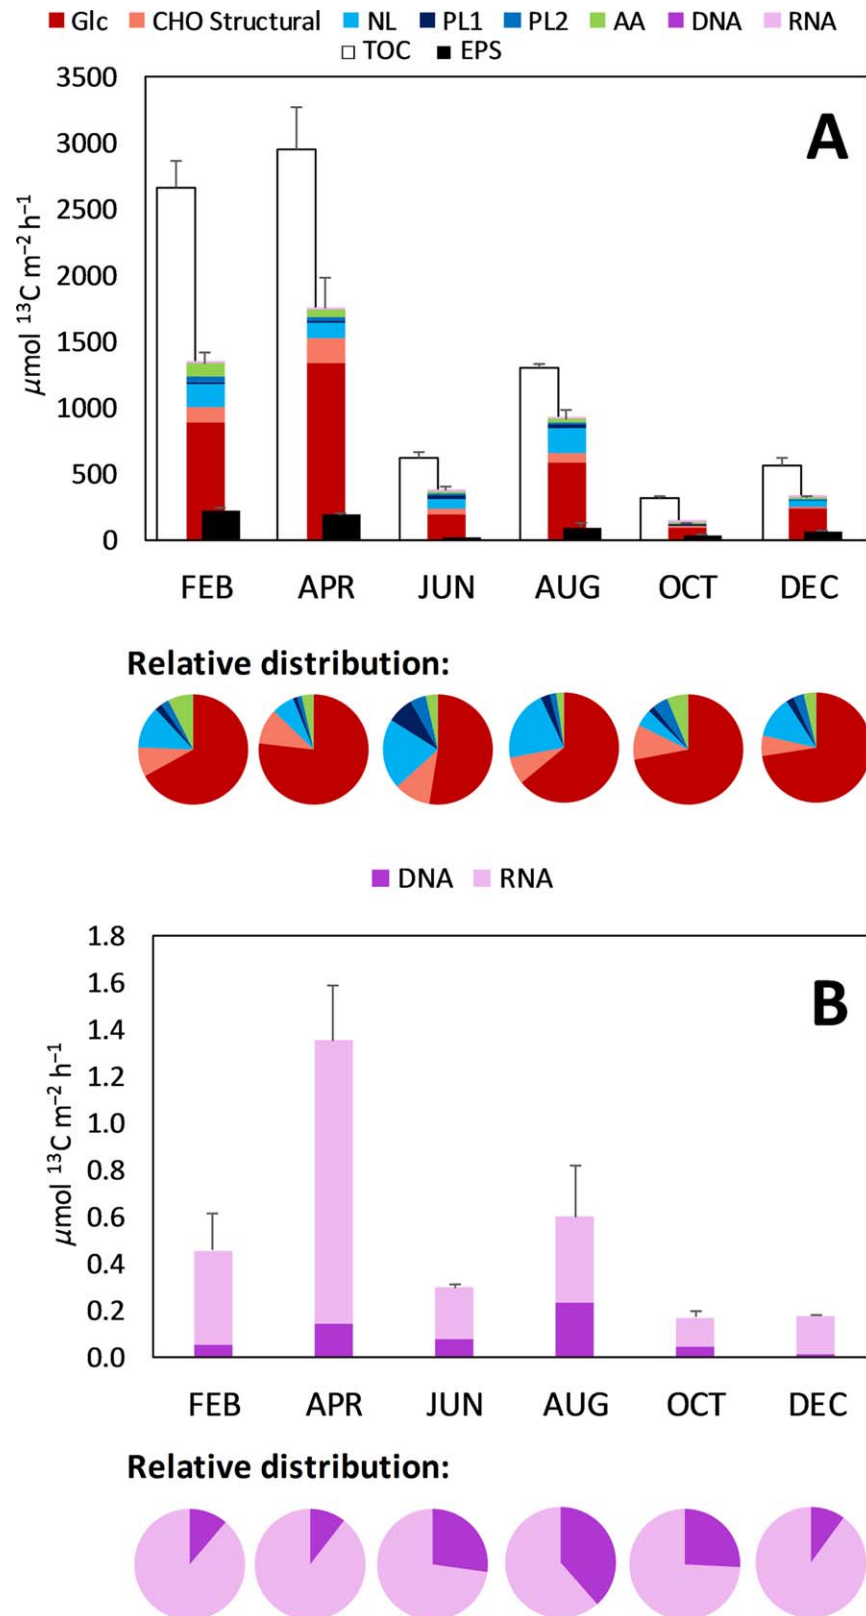 Glc CHO Structural NL PL1 PL2 AA DNA RNA
TOC EPS
A
3500
3000
2500
2000
1500
1000
500
0
µmol ¹³C m⁻² h⁻¹
FEB APR JUN AUG OCT DEC
Relative distribution:
DNA RNA
B
1.8
1.6
1.4
1.2
1.0
0.8
0.6
0.4
0.2
0.0
µmol ¹³C m⁻² h⁻¹
FEB APR JUN AUG OCT DEC
Relative distribution: